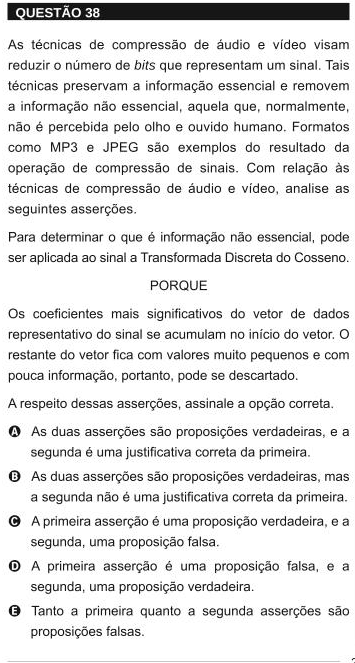 QUESTÃO 38
As técnicas de compressão de áudio e vídeo visam
reduzir o número de bits que representam um sinal. Tais
técnicas preservam a informação essencial e removem
a informação não essencial, aquela que, normalmente,
não é percebida pelo olho e ouvido humano. Formatos
como MP3 e JPEG são exemplos do resultado da
operação de compressão de sinais. Com relação às
técnicas de compressão de áudio e vídeo, analise as
seguintes asserções.
Para determinar o que é informação não essencial, pode
ser aplicada ao sinal a Transformada Discreta do Cosseno.
PORQUE
Os coeficientes mais significativos do vetor de dados
representativo do sinal se acumulam no início do vetor. O
restante do vetor fica com valores muito pequenos e com
pouca informação, portanto, pode se descartado.
A respeito dessas asserções, assinale a opção correta.
A As duas asserções são proposições verdadeiras, e a
segunda é uma justificativa correta da primeira.
B As duas asserções são proposições verdadeiras, mas
a segunda não é uma justificativa correta da primeira.
C A primeira asserção é uma proposição verdadeira, e a
segunda, uma proposição falsa.
D A primeira asserção é uma proposição falsa, e a
segunda, uma proposição verdadeira.
E Tanto a primeira quanto a segunda asserções são
proposições falsas.